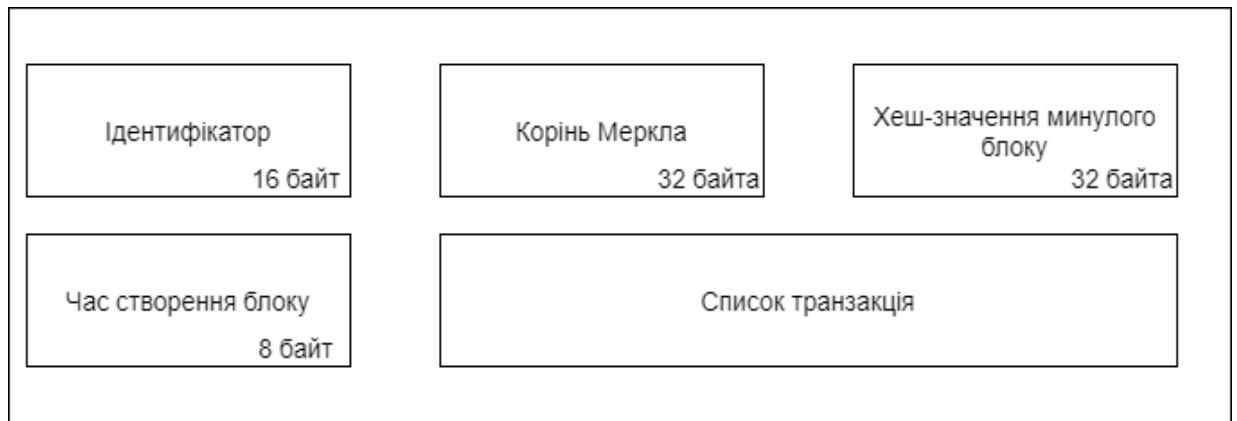 Ідентифікатор
16 байт
Корінь Меркла
32 байта
Хеш-значення минулого
блоку
32 байта
Час створення блоку
8 байт
Список транзакція